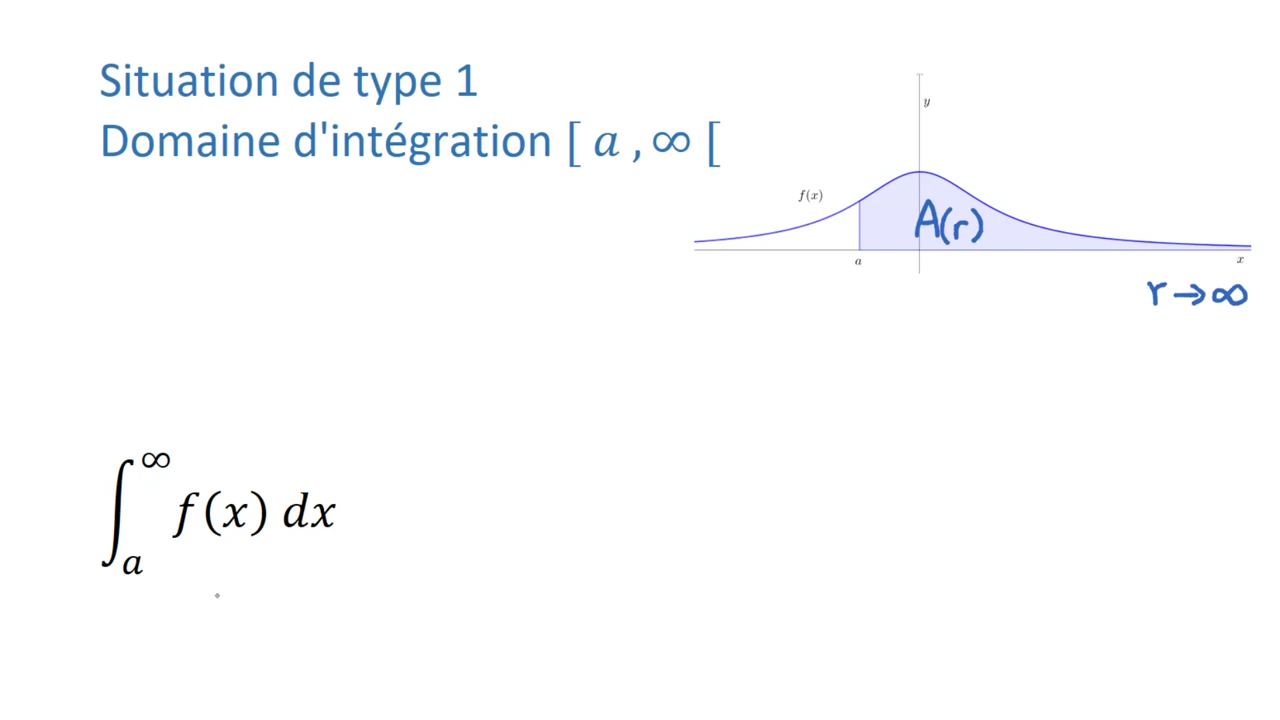 Situation de type 1
Domaine d'intégration [ a , ∞ [
y
f(x)
A(r)
a
x
r → ∞
∫_a^∞ f(x) dx